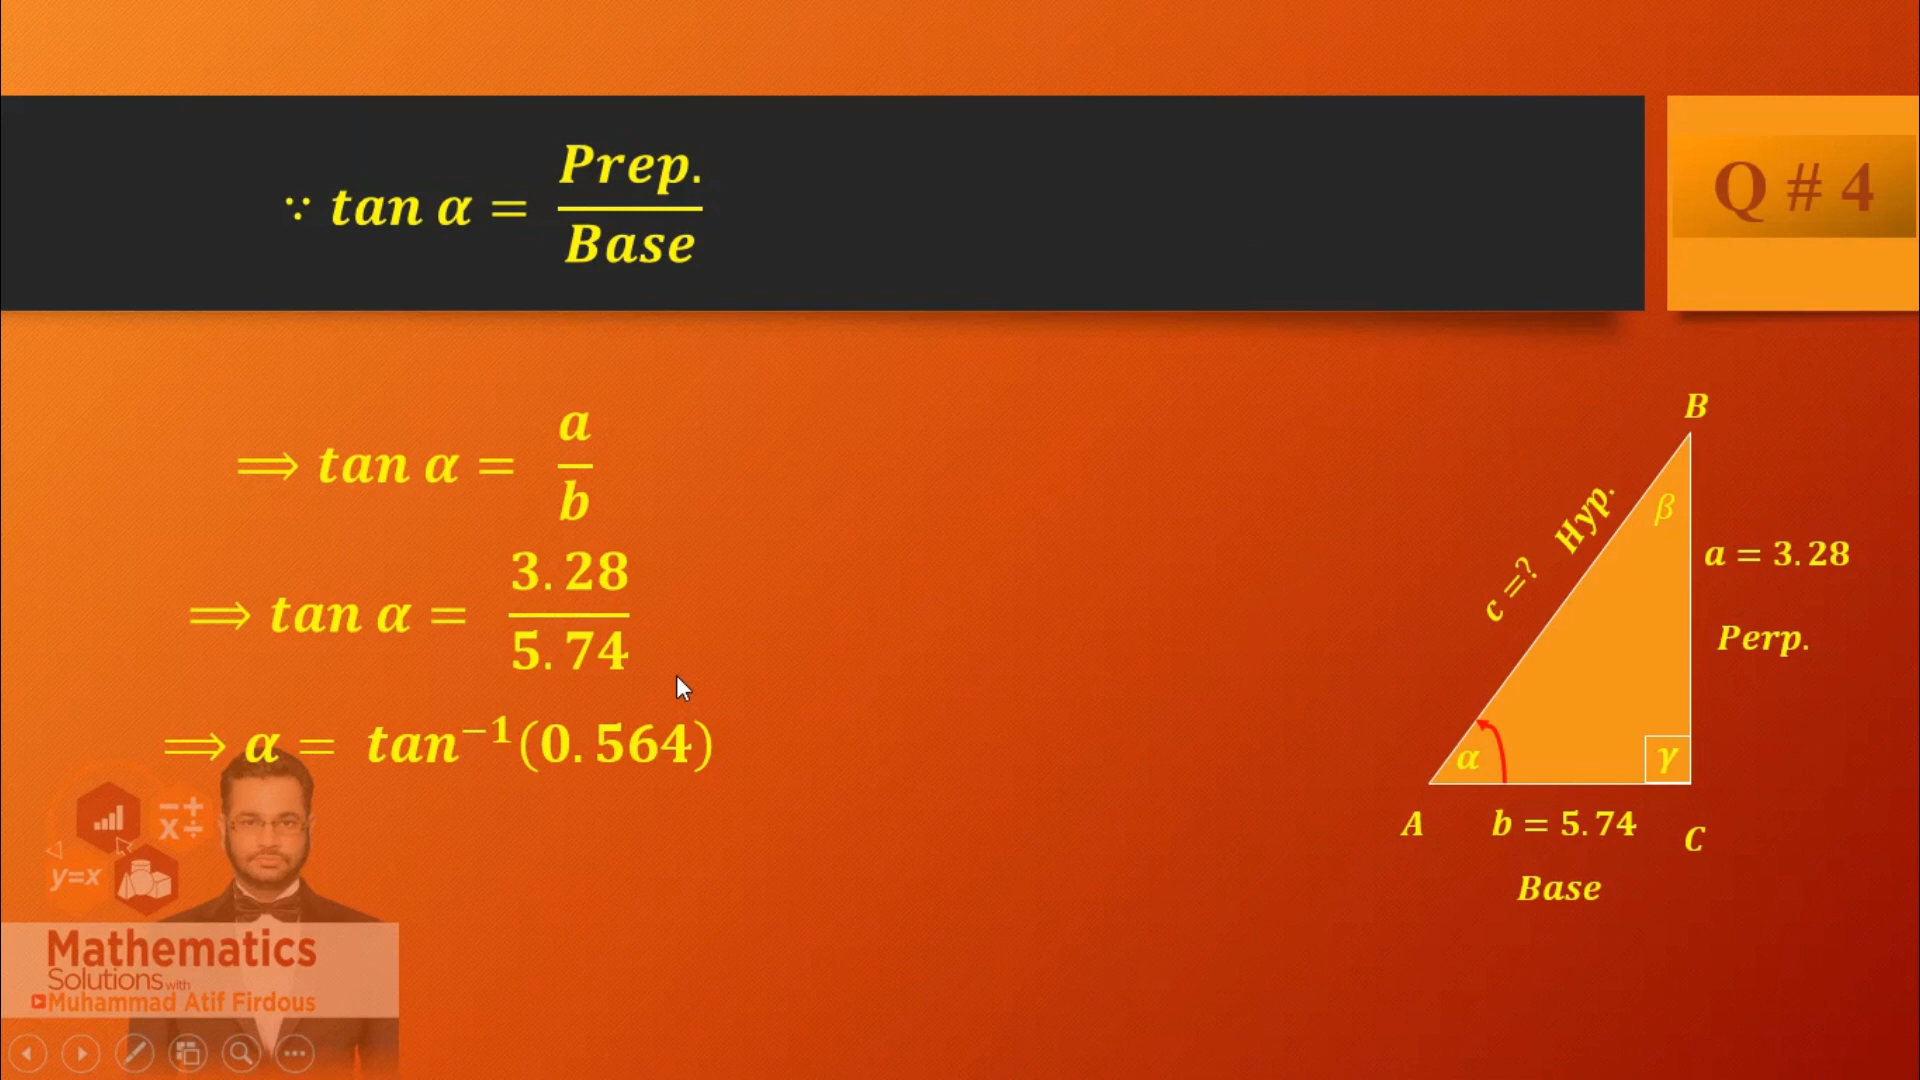 ∵ tan α = Prep. / Base
Q # 4
⟹ tan α = a / b
⟹ tan α = 3.28 / 5.74
⟹ α = tan⁻¹(0.564)
B
β
c =? Hyp.
a = 3.28
Perp.
α
γ
A
b = 5.74
C
Base
y=x
Mathematics
Solutions with
Muhammad Atif Firdous